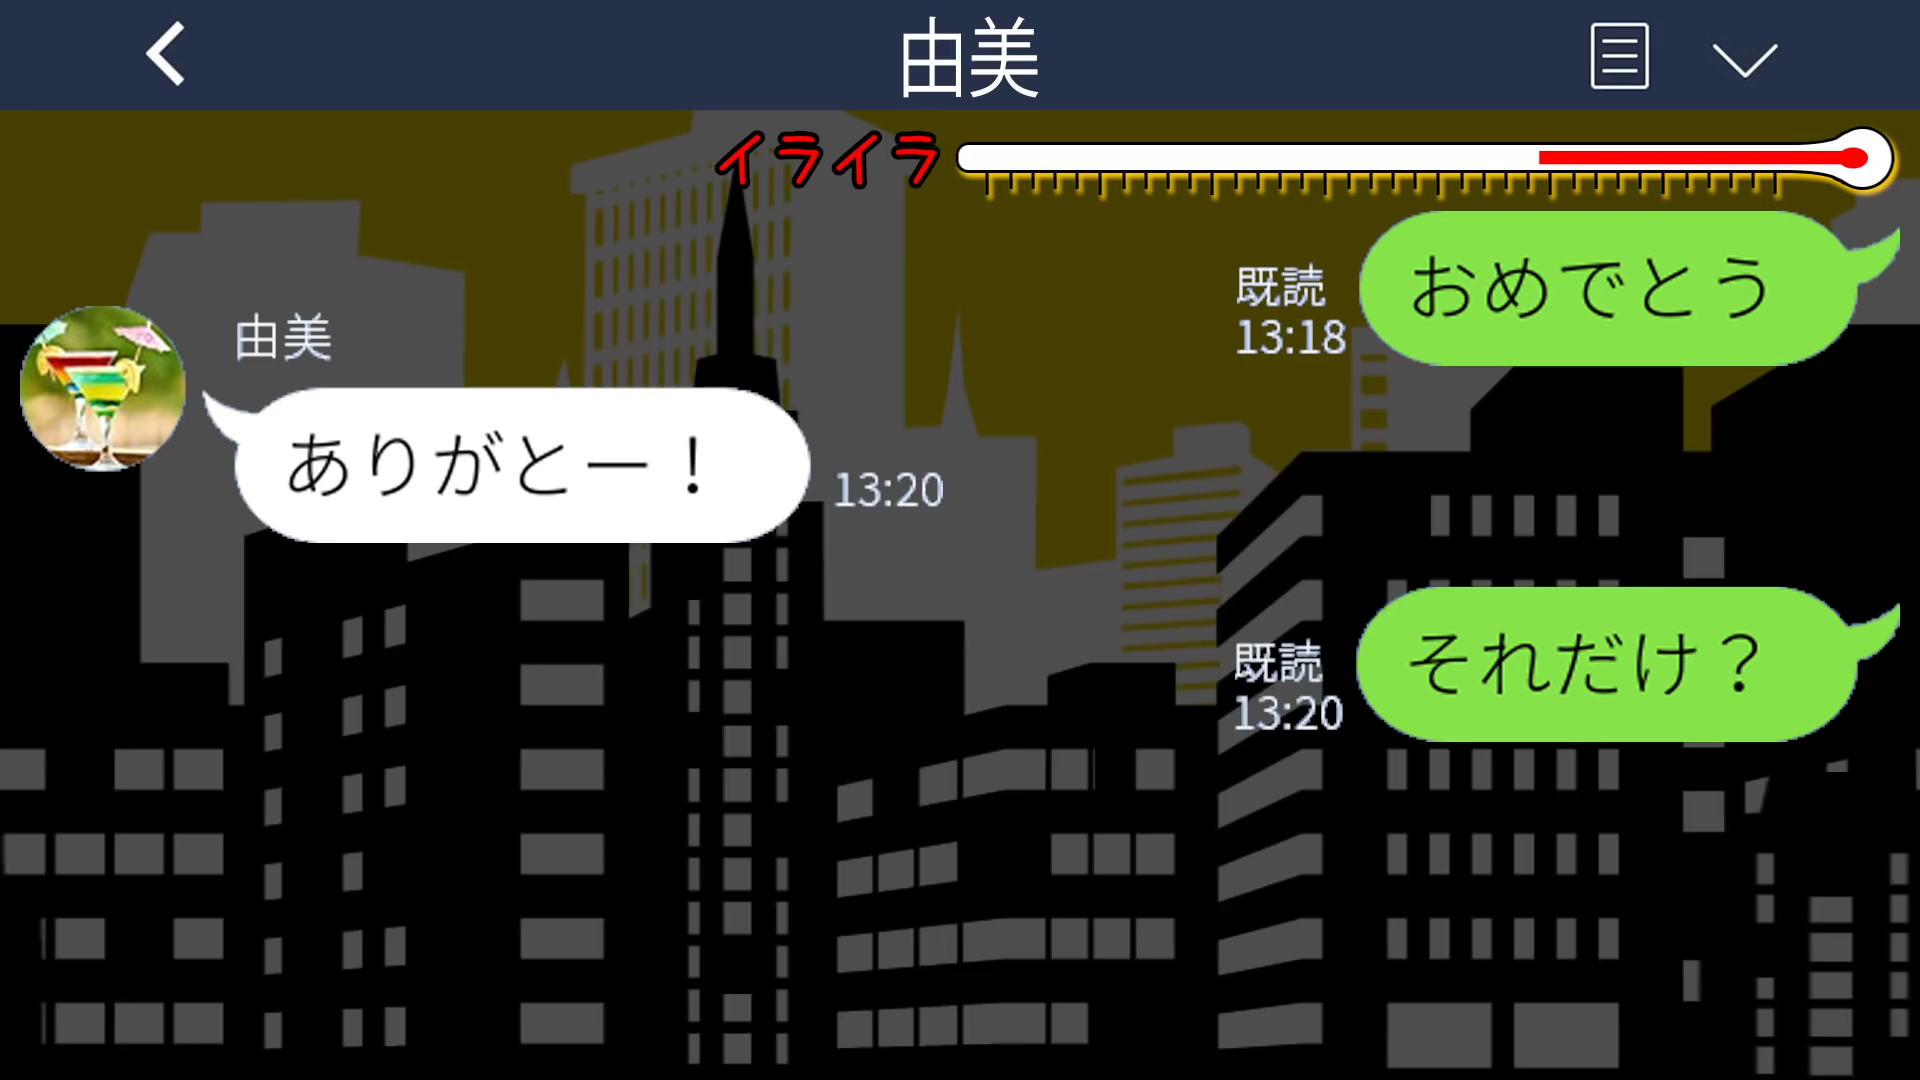 由美
イライラ
おめでとう
既読
13:18
由美
ありがとー！
13:20
それだけ？
既読
13:20